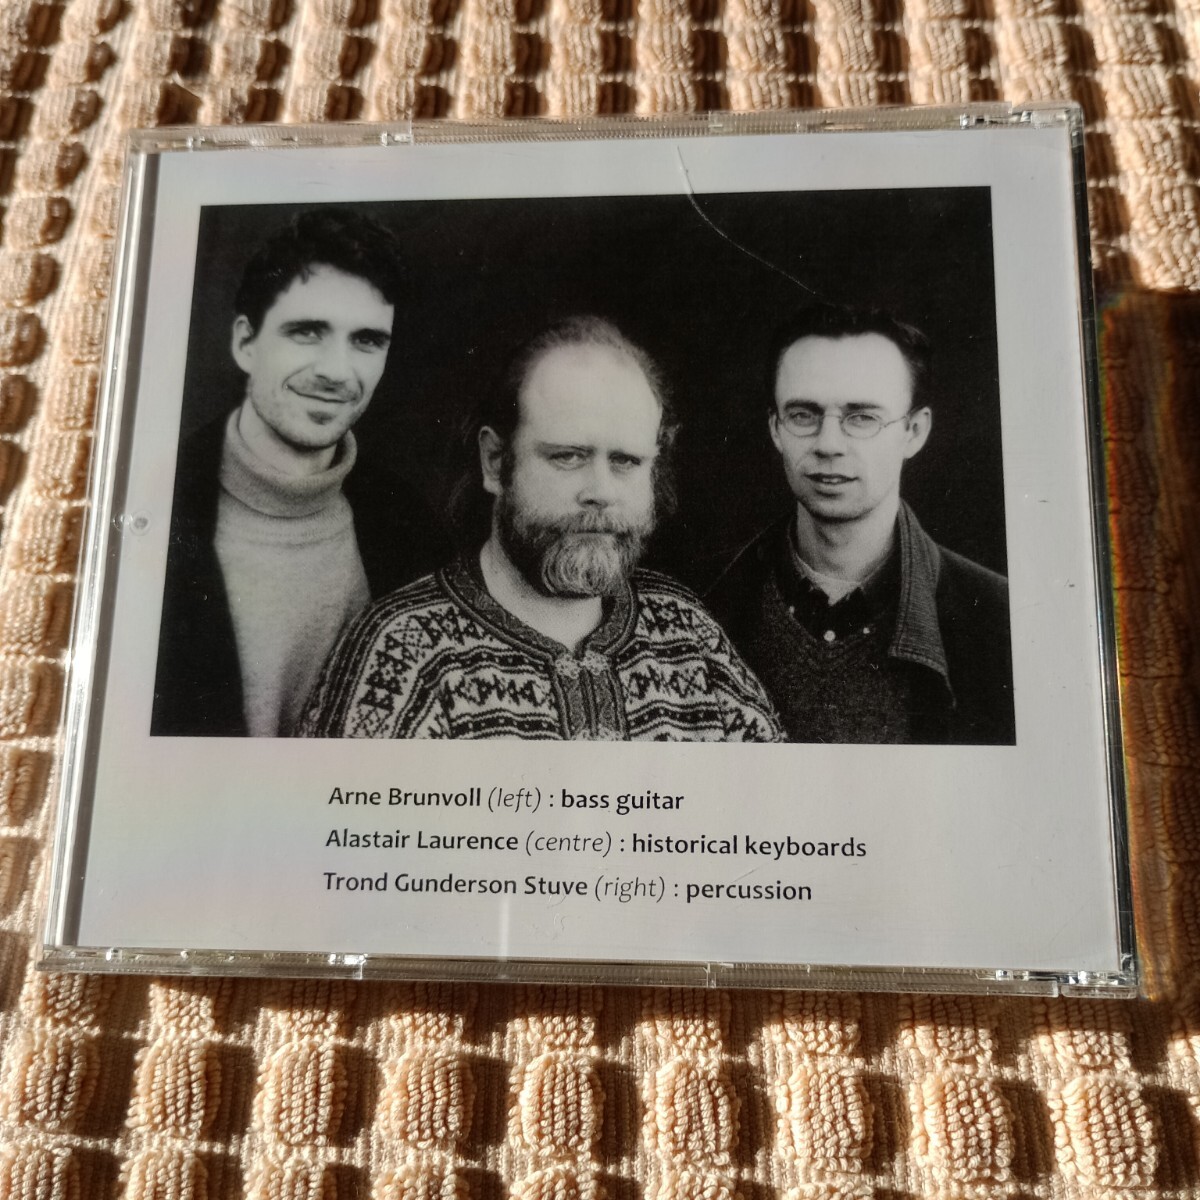 Arne Brunvoll (left) : bass guitar
Alastair Laurence (centre) : historical keyboards
Trond Gunderson Stuve (right) : percussion